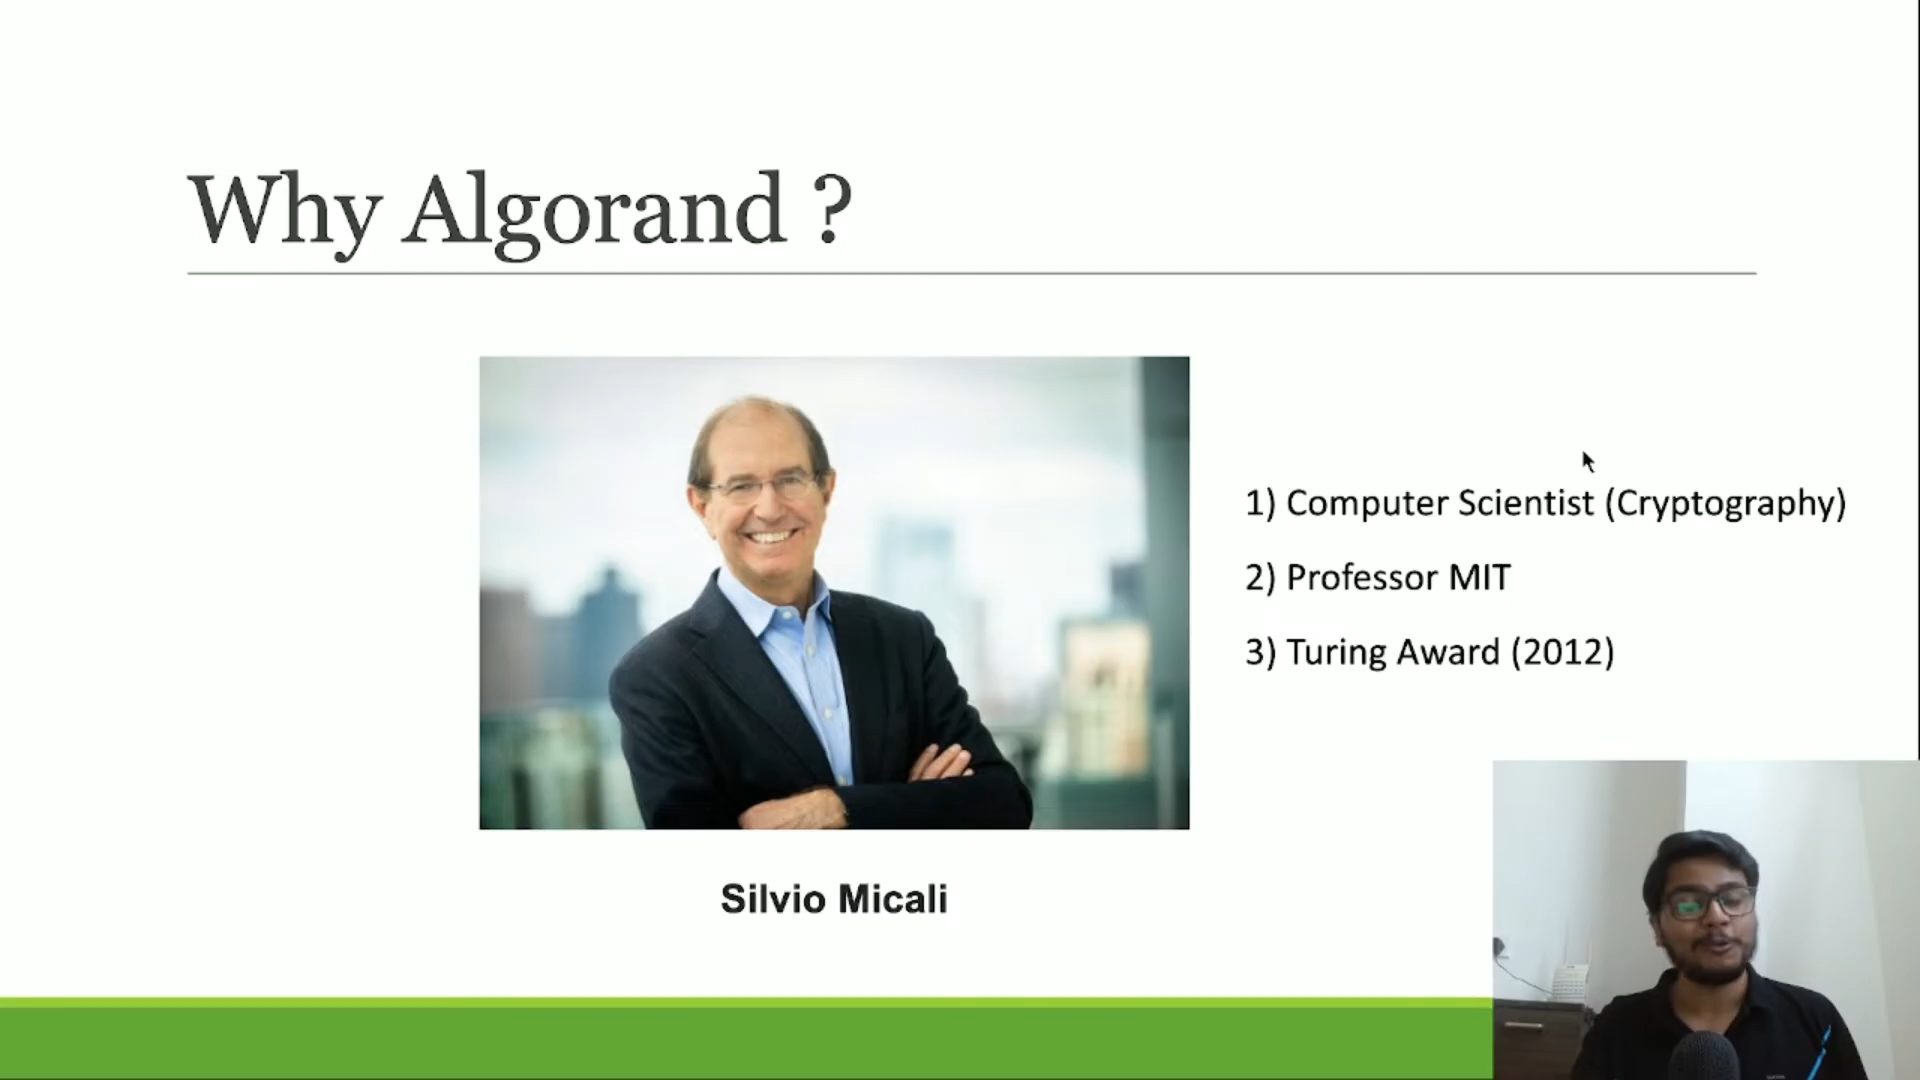 Why Algorand ?
1) Computer Scientist (Cryptography)
2) Professor MIT
3) Turing Award (2012)
Silvio Micali